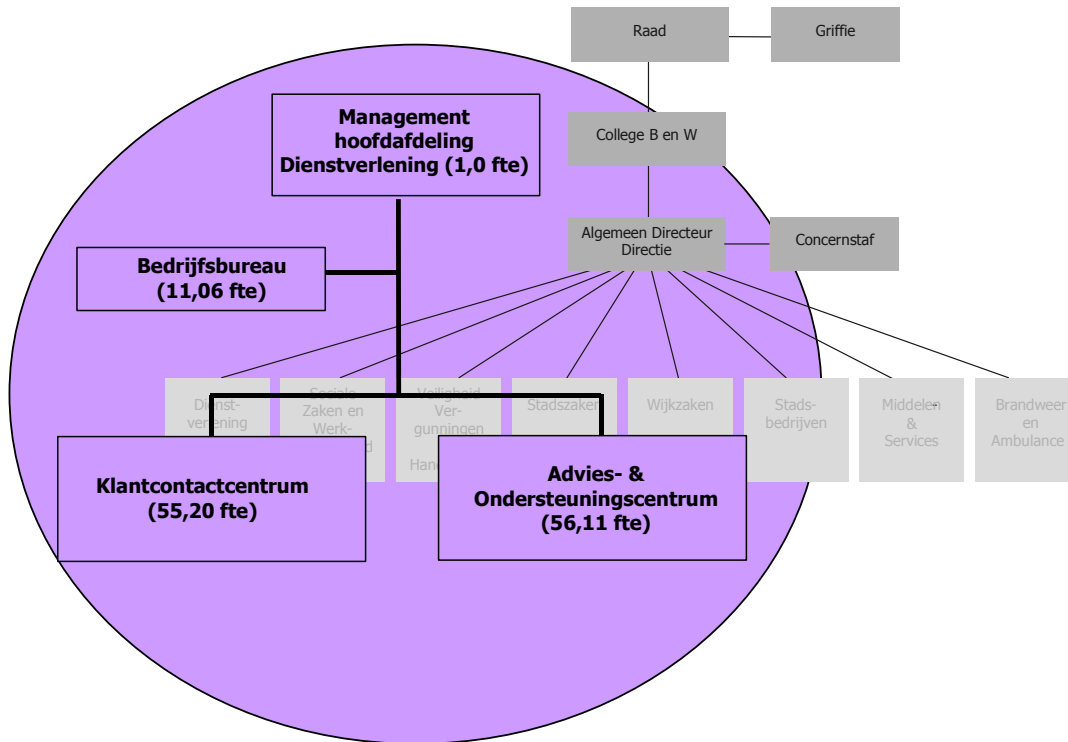 Raad
Griffie
Management
hoofdafdeling
Dienstverlening (1,0 fte)
College B en W
Algemeen Directeur
Directie
Concernstaf
Bedrijfsbureau
(11,06 fte)
Dienst-
verlening
Sociale
Zaken en
Werk-
Veiligheid
Ver-
gunningen
Stadszaken
Wijkzaken
Stads-
bedrijven
Middelen
&
Services
Brandweer
en
Ambulance
Klantcontactcentrum
(55,20 fte)
Advies- &
Ondersteuningscentrum
(56,11 fte)